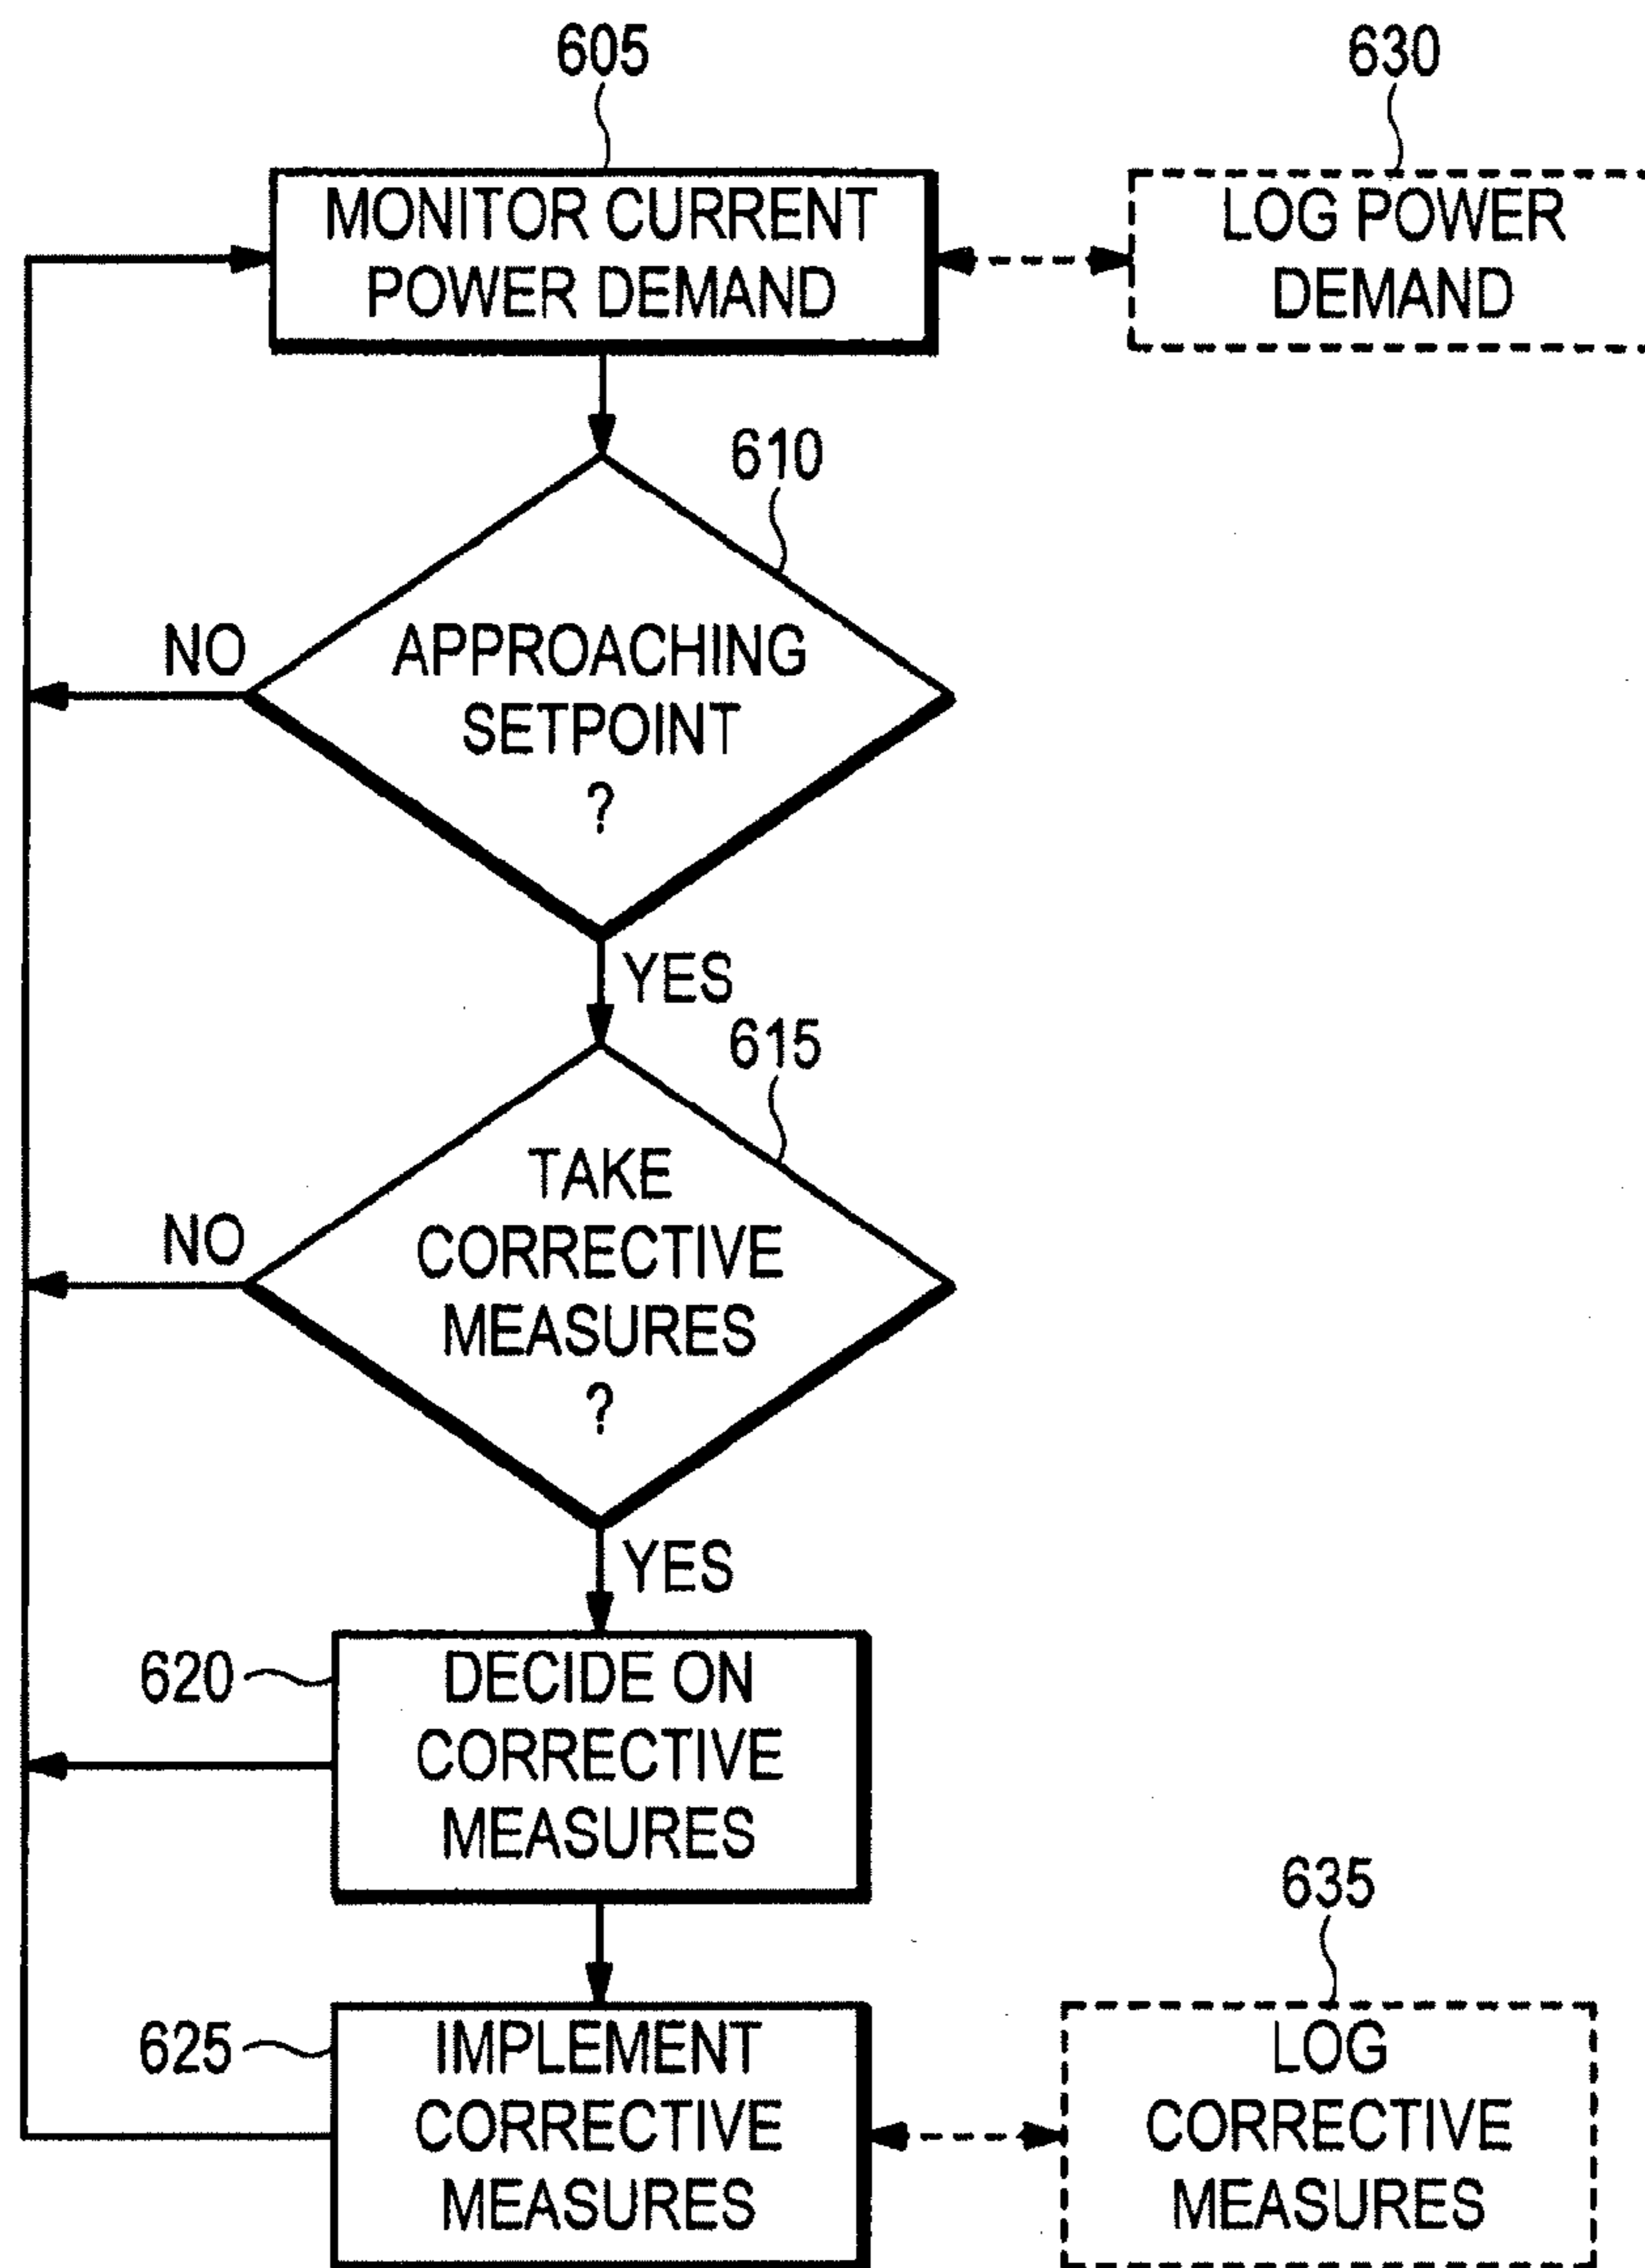 605
630
MONITOR CURRENT
POWER DEMAND
LOG POWER
DEMAND
610
NO
APPROACHING
SETPOINT
?
YES
615
NO
TAKE
CORRECTIVE
MEASURES
?
YES
620
DECIDE ON
CORRECTIVE
MEASURES
635
625
IMPLEMENT
CORRECTIVE
MEASURES
LOG
CORRECTIVE
MEASURES